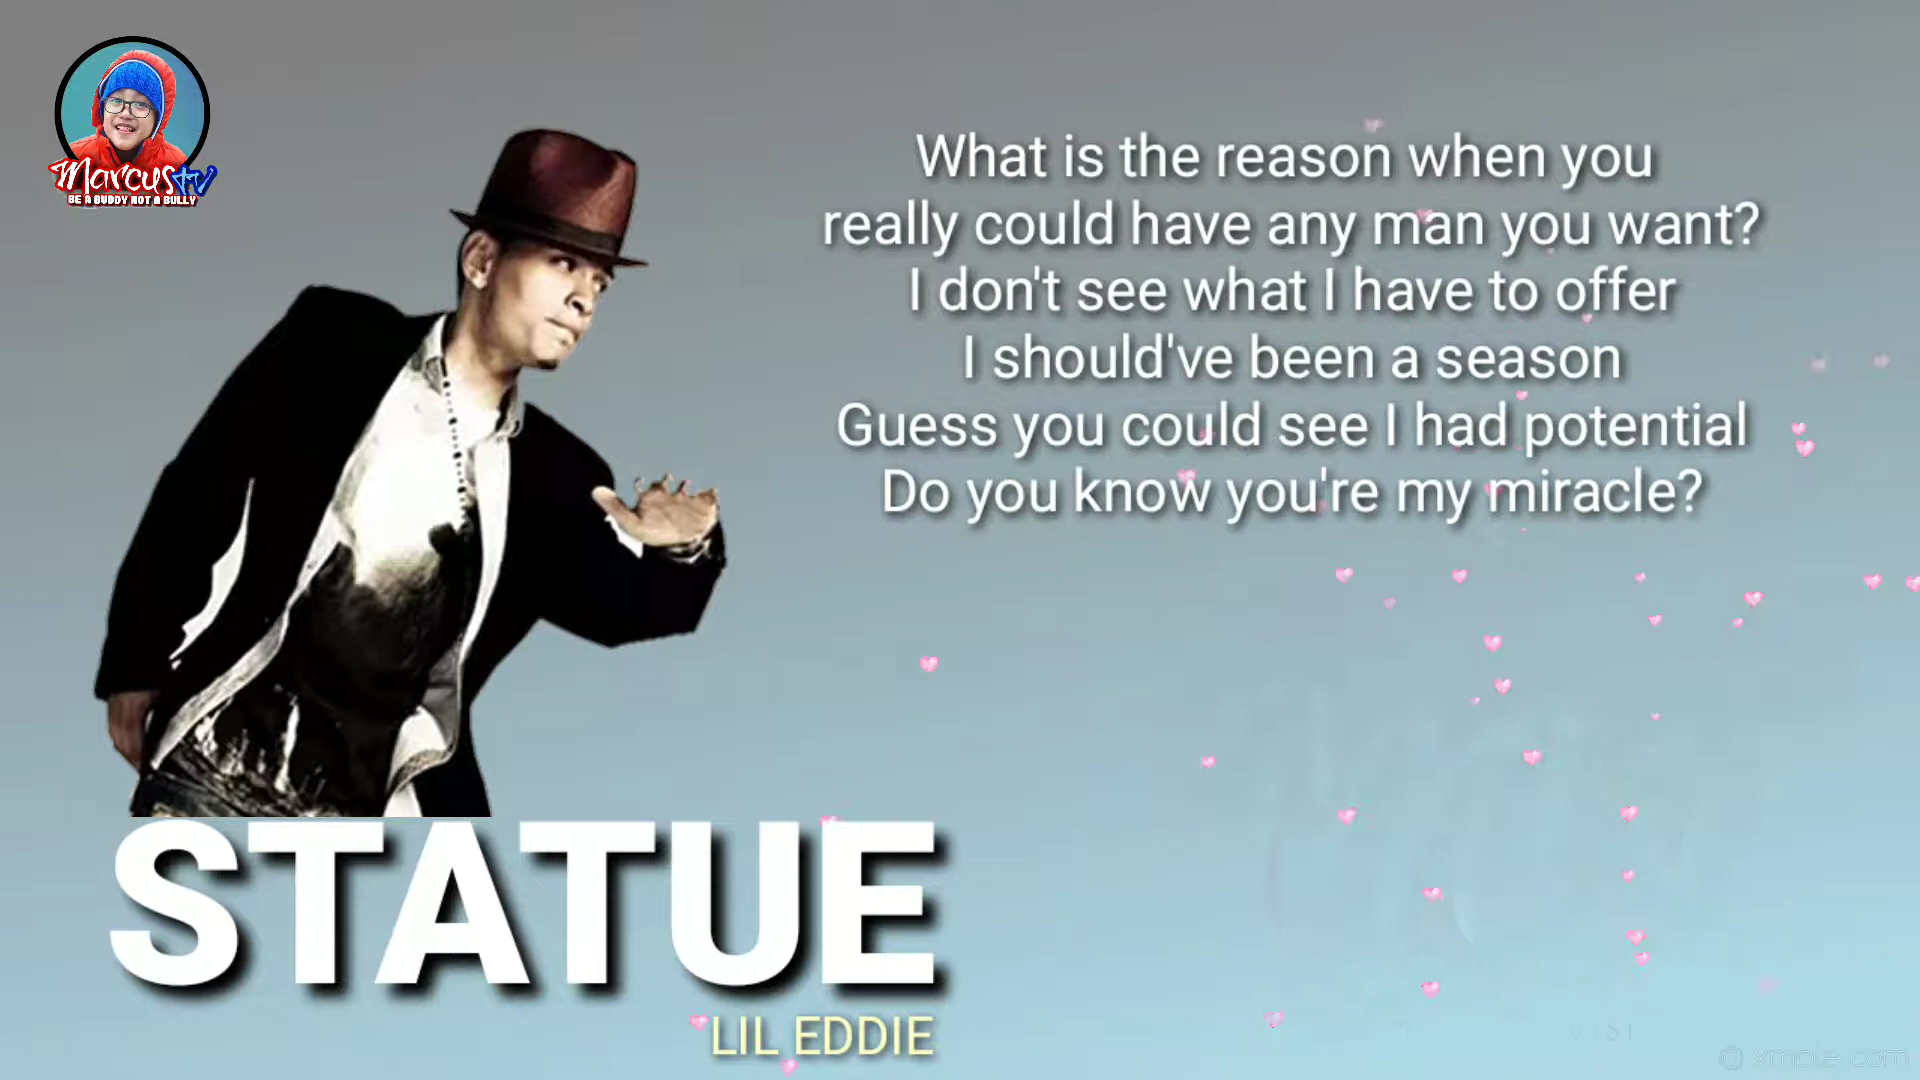 Marcustv
BE A BUDDY NOT A BULLY
What is the reason when you
really could have any man you want?
I don't see what I have to offer
I should've been a season
Guess you could see I had potential
Do you know you're my miracle?
STATUE
LIL EDDIE